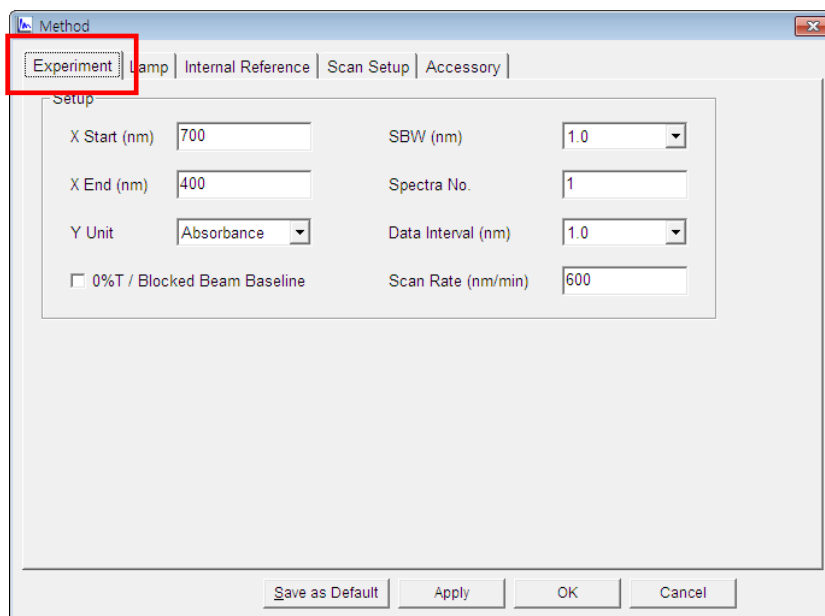 Method
Experiment Lamp Internal Reference Scan Setup Accessory
Setup
X Start (nm) 700 SBW (nm) 1.0
X End (nm) 400 Spectra No. 1
Y Unit Absorbance Data Interval (nm) 1.0
0%T / Blocked Beam Baseline Scan Rate (nm/min) 600
Save as Default Apply OK Cancel